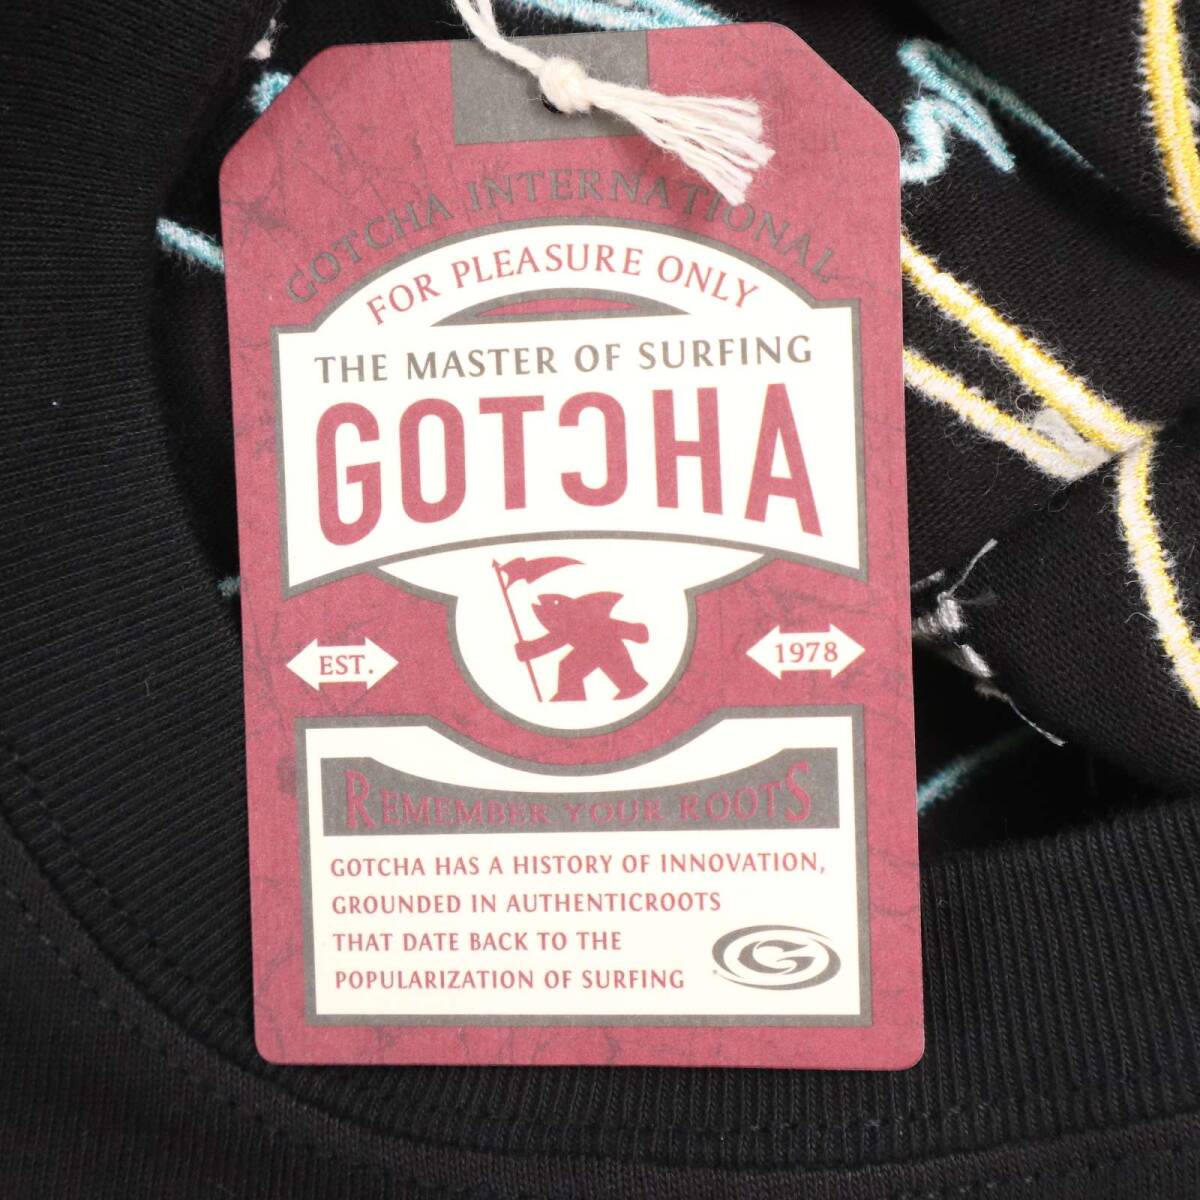 GOTCHA INTERNATIONAL
FOR PLEASURE ONLY
THE MASTER OF SURFING
GOTCHA
EST.
1978
REMEMBER YOUR ROOTS
GOTCHA HAS A HISTORY OF INNOVATION,
GROUNDED IN AUTHENTICROOTS
THAT DATE BACK TO THE
POPULARIZATION OF SURFING
G